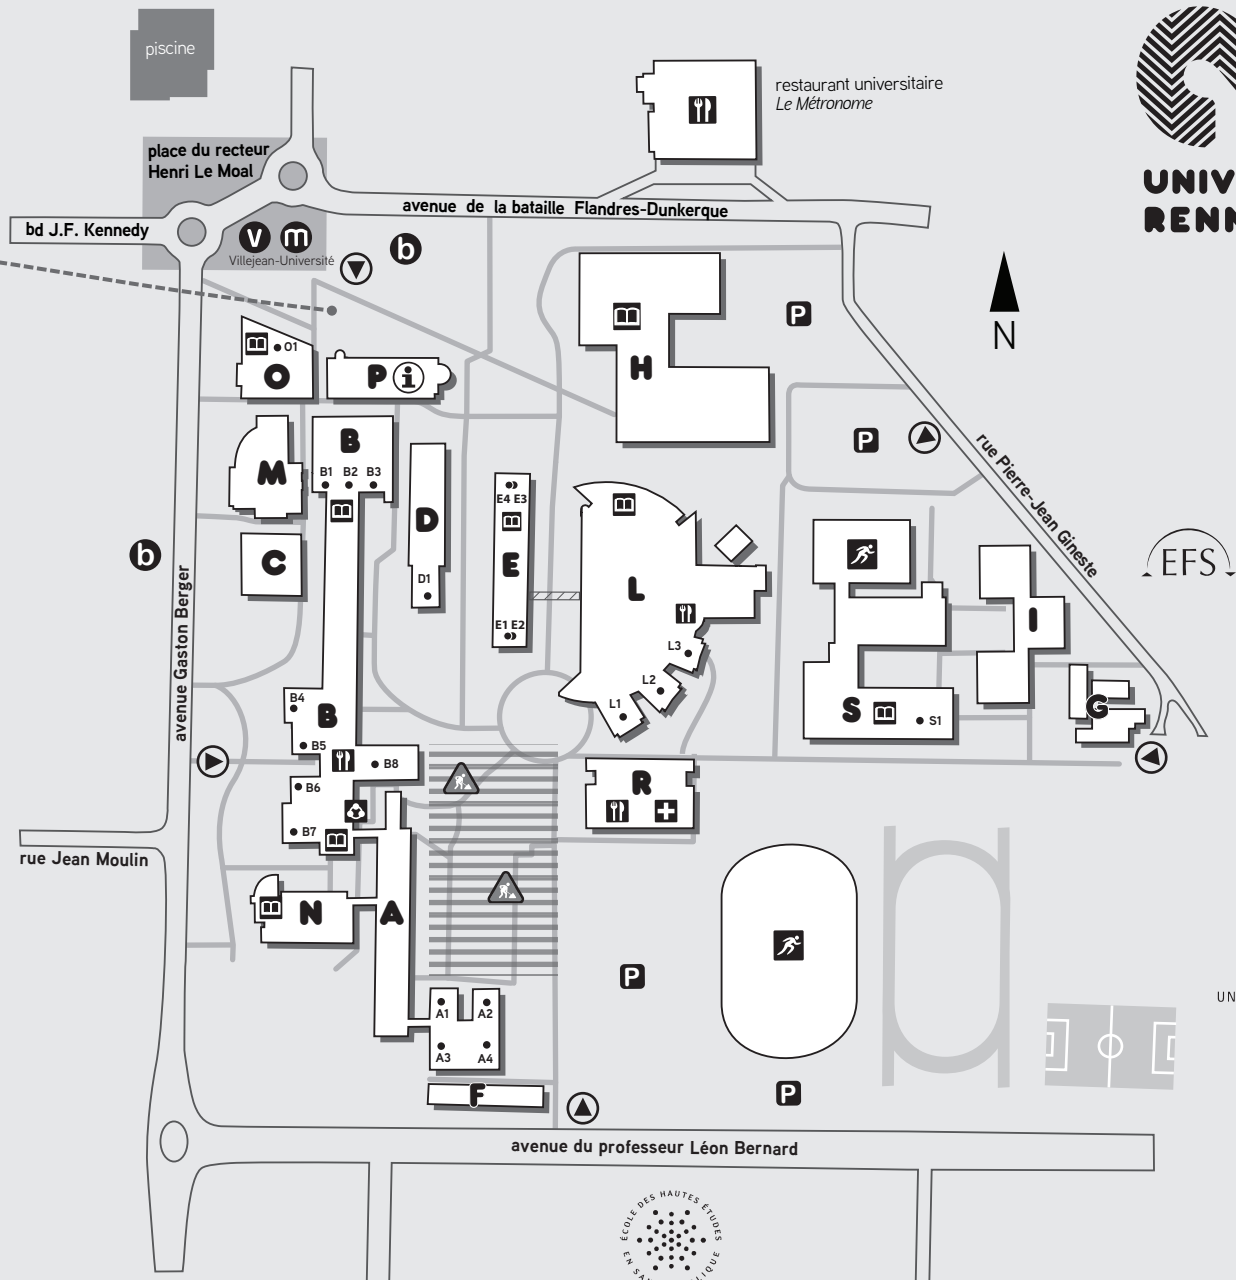 piscine
restaurant universitaire
Le Métronome
place du recteur
Henri Le Moal
UNIV
RENN
avenue de la bataille Flandres-Dunkerque
bd J.F. Kennedy
v m
b
Villejean-Université
N
P
O1
O
P i
H
P
rue Pierre-Jean Gineste
M
B
B1 B2 B3
b
C
D
D1
E4 E3
E
E1 E2
L
L3
L2
L1
EFS
I
S
S1
G
avenue Gaston Berger
B4
B
B5
B8
B6
B7
R
rue Jean Moulin
N
A
P
UN
A1 A2
A3 A4
F
P
avenue du professeur Léon Bernard
ÉCOLE DES HAUTES ÉTUDES